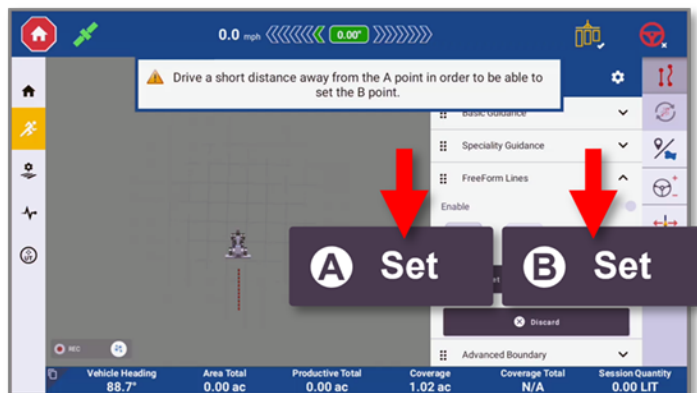 0.0 mph
0.00°
Drive a short distance away from the A point in order to be able to
set the B point.
Basic Guidance
Speciality Guidance
FreeForm Lines
Enable
A Set
B Set
Discard
REC
Advanced Boundary
Vehicle Heading
88.7°
Area Total
0.00 ac
Productive Total
0.00 ac
Coverage
1.02 ac
Coverage Total
N/A
Session Quantity
0.00 LIT